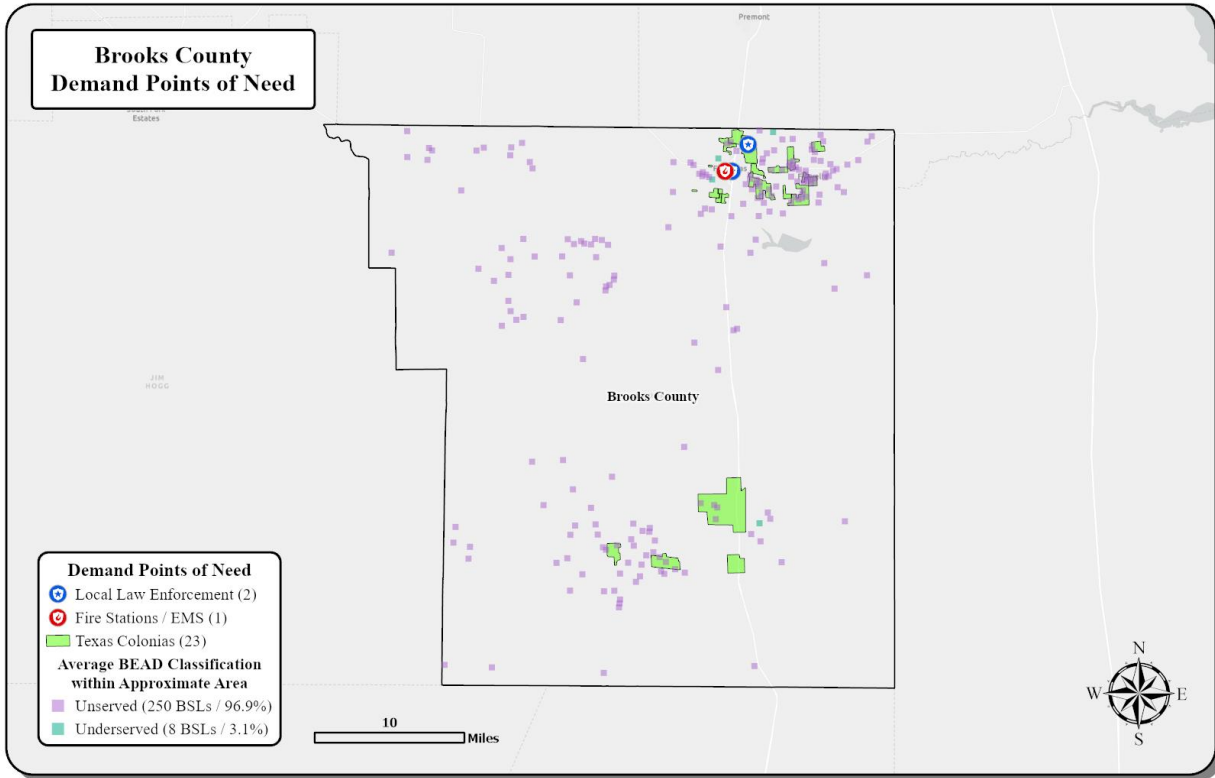 Premont
Brooks County
Demand Points of Need
Estates
JIM
HOGG
Brooks County
Demand Points of Need
Local Law Enforcement (2)
Fire Stations / EMS (1)
Texas Colonias (23)
Average BEAD Classification
within Approximate Area
Unserved (250 BSLs / 96.9%)
Underserved (8 BSLs / 3.1%)
10
Miles
N
W
E
S